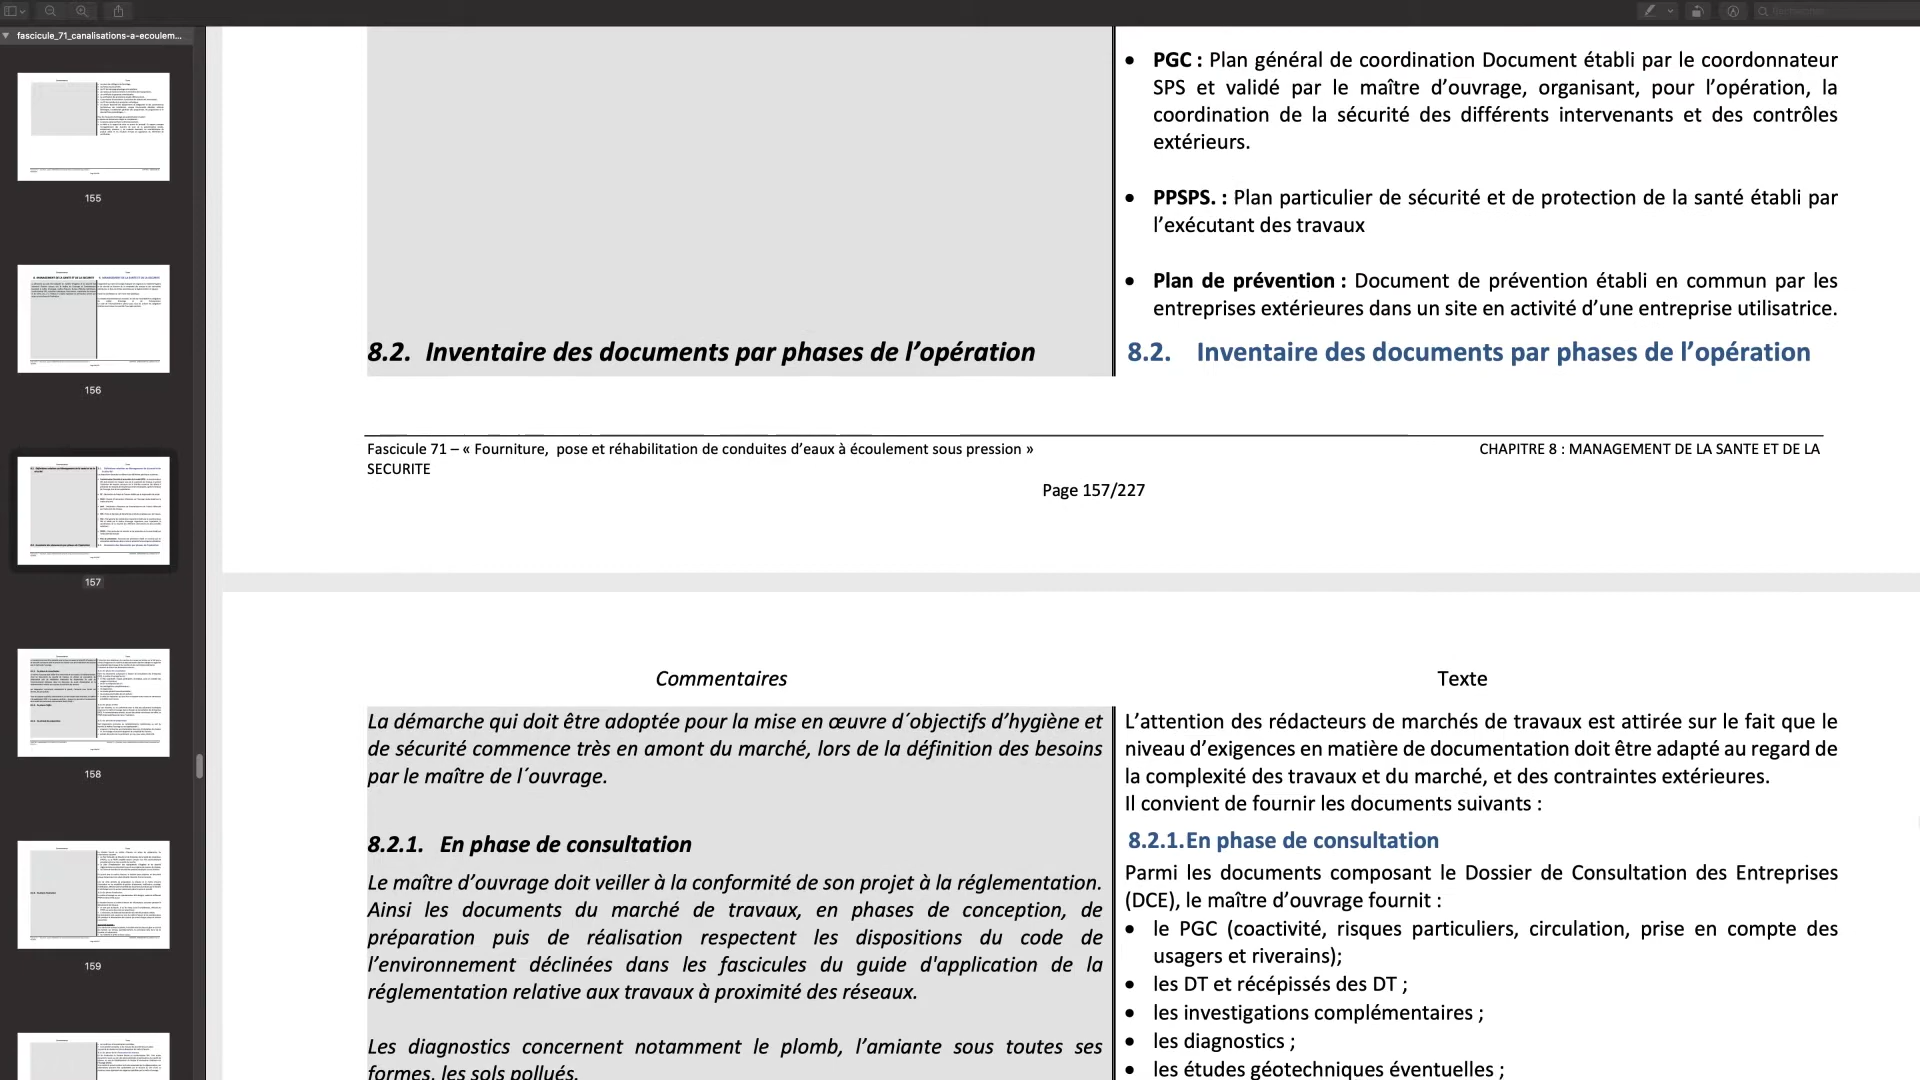 fascicule_71_canalisations-a-ecoulem...
155
156
157
158
159
PGC : Plan général de coordination Document établi par le coordonnateur
SPS et validé par le maître d’ouvrage, organisant, pour l’opération, la
coordination de la sécurité des différents intervenants et des contrôles
extérieurs.
PPSPS. : Plan particulier de sécurité et de protection de la santé établi par
l’exécutant des travaux
Plan de prévention : Document de prévention établi en commun par les
entreprises extérieures dans un site en activité d’une entreprise utilisatrice.
8.2. Inventaire des documents par phases de l’opération
8.2. Inventaire des documents par phases de l’opération
Fascicule 71 – « Fourniture, pose et réhabilitation de conduites d’eaux à écoulement sous pression »
CHAPITRE 8 : MANAGEMENT DE LA SANTE ET DE LA
SECURITE
Page 157/227
Commentaires
La démarche qui doit être adoptée pour la mise en œuvre d´objectifs d’hygiène et
de sécurité commence très en amont du marché, lors de la définition des besoins
par le maître de l´ouvrage.
8.2.1. En phase de consultation
Le maître d’ouvrage doit veiller à la conformité de son projet à la réglementation.
Ainsi les documents du marché de travaux, en phases de conception, de
préparation puis de réalisation respectent les dispositions du code de
l’environnement déclinées dans les fascicules du guide d'application de la
réglementation relative aux travaux à proximité des réseaux.
Les diagnostics concernent notamment le plomb, l’amiante sous toutes ses
formes, les sols pollués.
Texte
L’attention des rédacteurs de marchés de travaux est attirée sur le fait que le
niveau d’exigences en matière de documentation doit être adapté au regard de
la complexité des travaux et du marché, et des contraintes extérieures.
Il convient de fournir les documents suivants :
8.2.1.En phase de consultation
Parmi les documents composant le Dossier de Consultation des Entreprises
(DCE), le maître d’ouvrage fournit :
le PGC (coactivité, risques particuliers, circulation, prise en compte des
usagers et riverains);
les DT et récépissés des DT ;
les investigations complémentaires ;
les diagnostics ;
les études géotechniques éventuelles ;